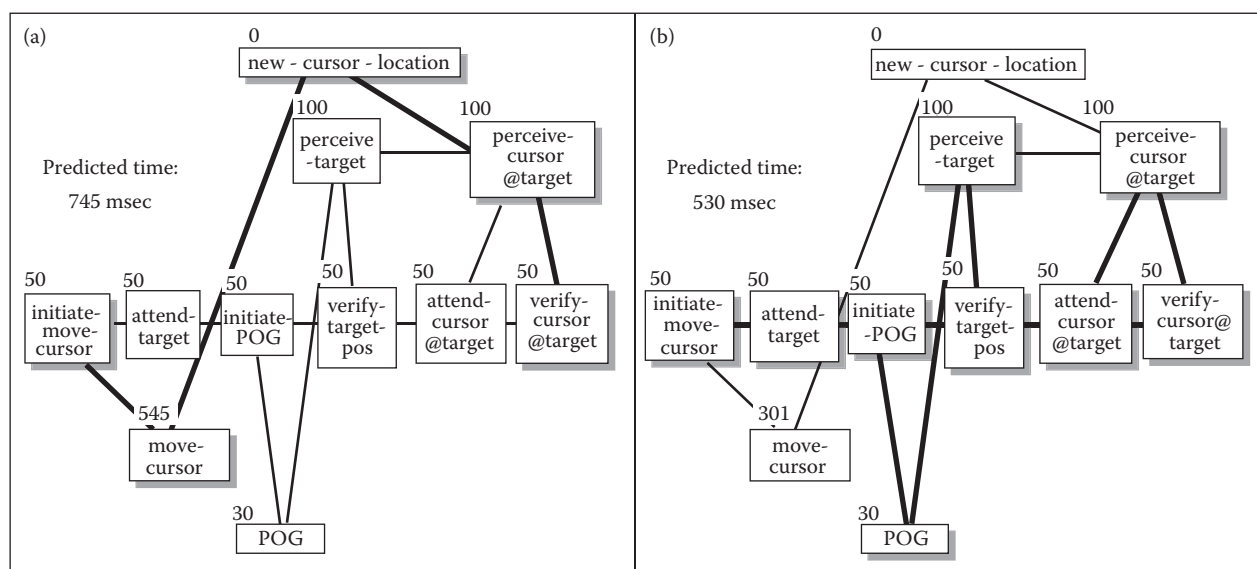 (a)
0
new - cursor - location
100
perceive
-target
100
perceive-
cursor
@target
Predicted time:
745 msec
50
initiate-
move-
cursor
50
attend-
target
50
initiate-
POG
50
verify-
target-
pos
50
attend-
cursor
@target
50
verify-
cursor
@target
545
move-
cursor
30
POG
(b)
0
new - cursor - location
100
perceive
-target
100
perceive-
cursor
@target
Predicted time:
530 msec
50
initiate-
move-
cursor
50
attend-
target
50
initiate
-POG
50
verify-
target-
pos
50
attend-
cursor
@target
50
verify-
cursor@
target
301
move-
cursor
30
POG